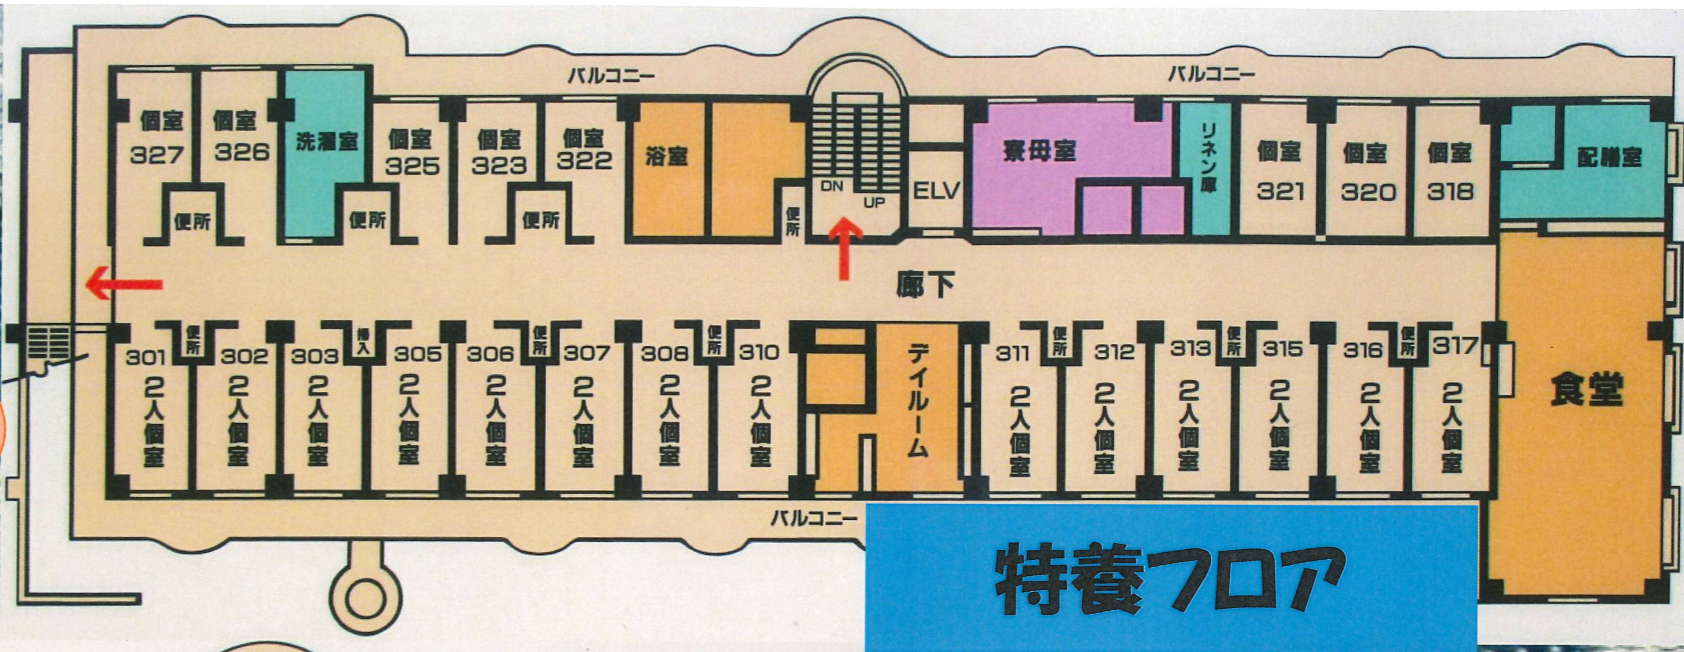 バルコニー
バルコニー
個室
327
個室
326
洗濯室
個室
325
個室
323
個室
322
浴室
便所
便所
便所
便所
DN
UP
ELV
寮母室
リネン庫
個室
321
個室
320
個室
318
配膳室
廊下
301
2人個室
便所
302
2人個室
303
2人個室
挿入
305
2人個室
306
2人個室
便所
307
2人個室
308
2人個室
便所
310
2人個室
デイルーム
311
2人個室
便所
312
2人個室
313
2人個室
便所
315
2人個室
316
2人個室
便所
317
2人個室
食堂
バルコニー
特養フロア